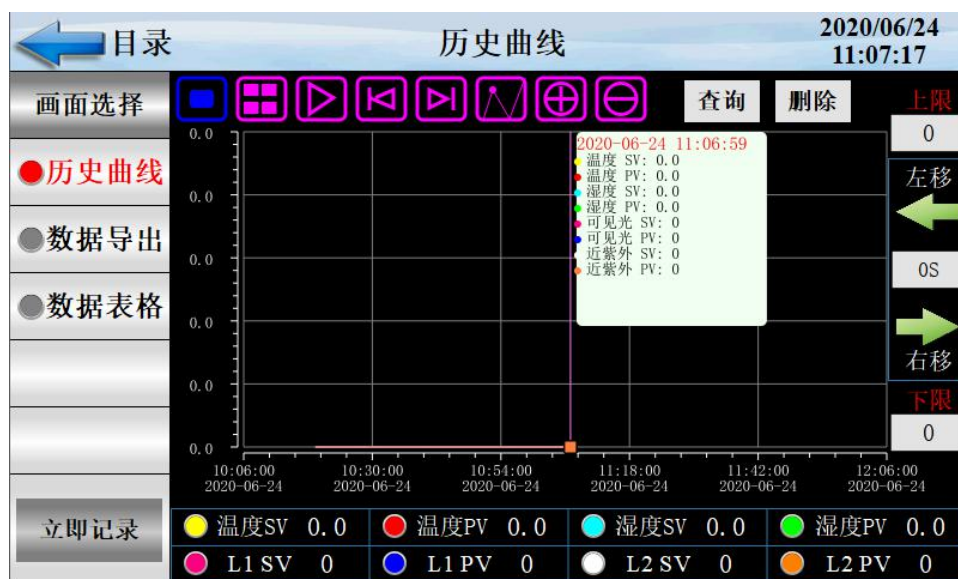 目录
历史曲线
2020/06/24
11:07:17
画面选择
历史曲线
数据导出
数据表格
立即记录
查询
删除
上限
0
左移
0S
右移
下限
0
0.0
0.0
0.0
0.0
0.0
0.0
2020-06-24 11:06:59
温度 SV: 0.0
温度 PV: 0.0
湿度 SV: 0.0
湿度 PV: 0.0
可见光 SV: 0
可见光 PV: 0
近紫外 SV: 0
近紫外 PV: 0
10:06:00 10:30:00 10:54:00 11:18:00 11:42:00 12:06:00
2020-06-24 2020-06-24 2020-06-24 2020-06-24 2020-06-24 2020-06-24
温度SV 0.0 温度PV 0.0 湿度SV 0.0 湿度PV 0.0
L1 SV 0 L1 PV 0 L2 SV 0 L2 PV 0